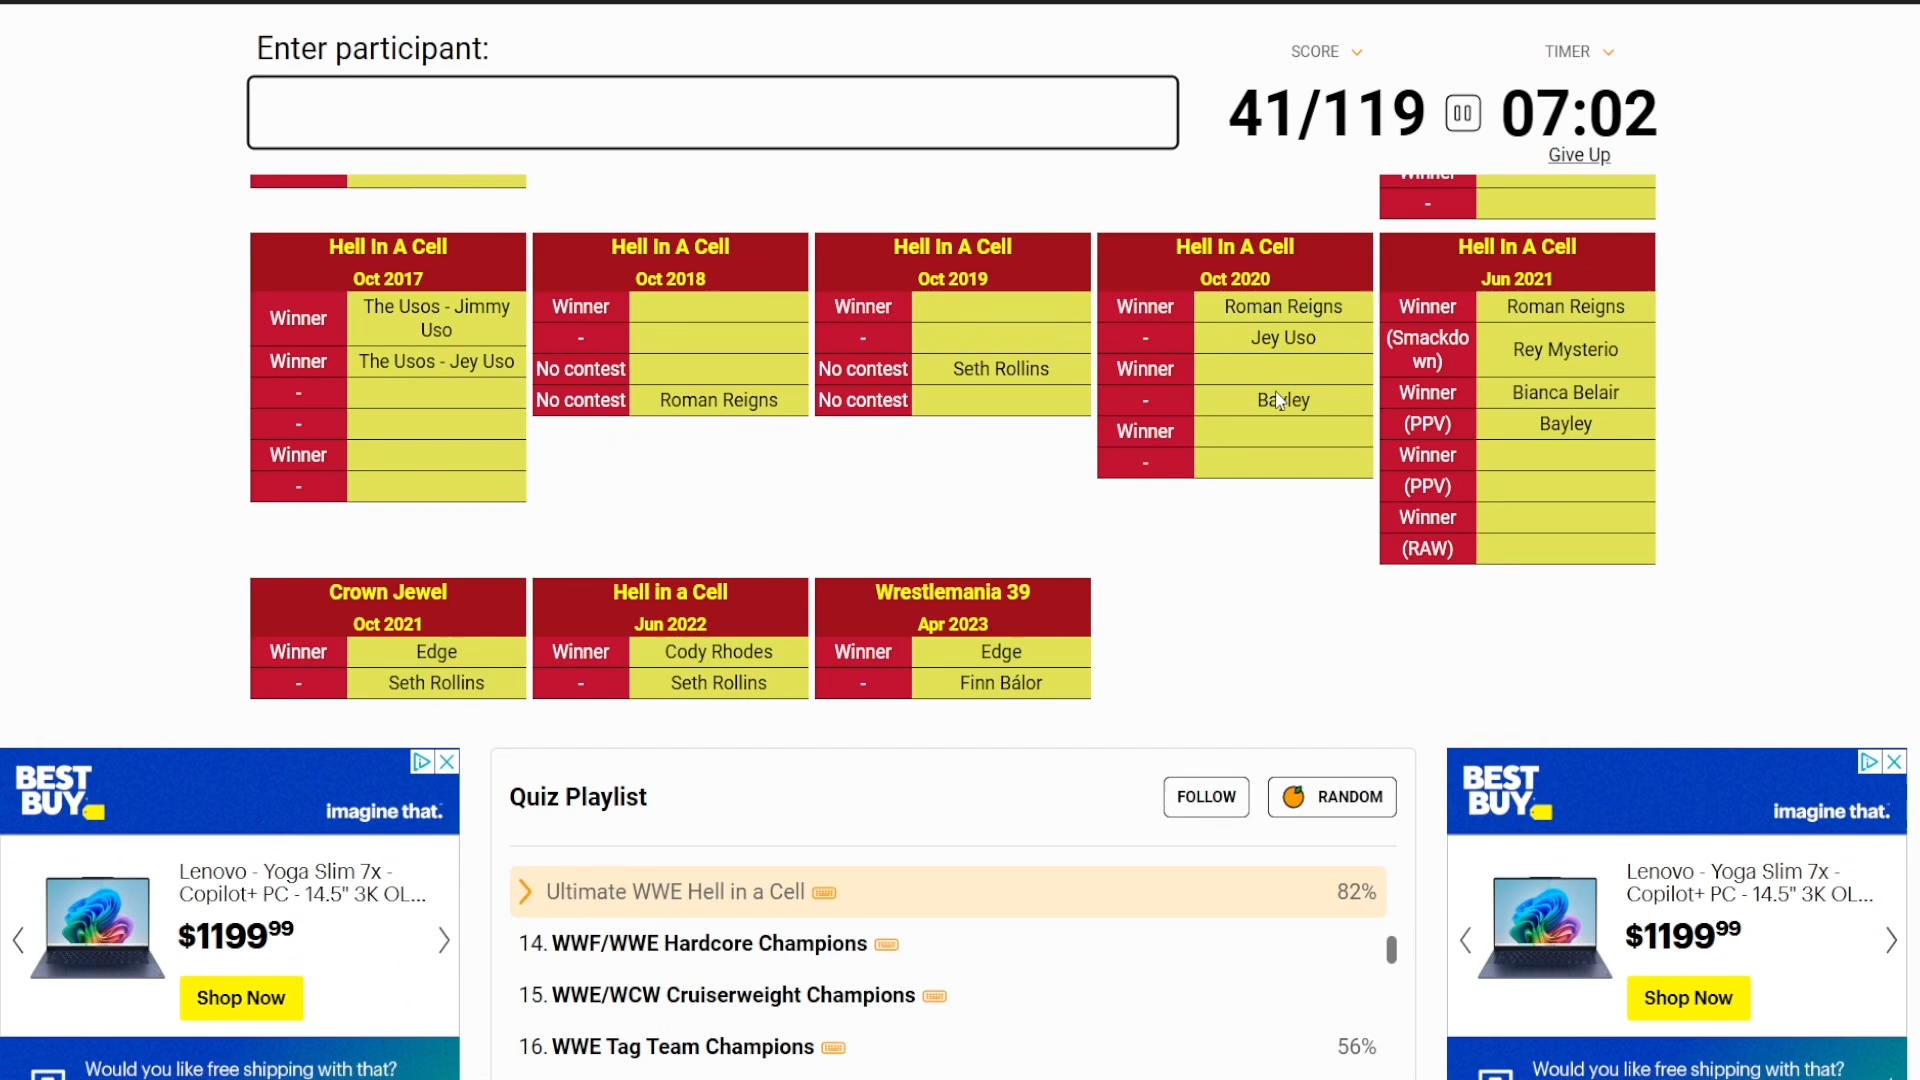 Enter participant:
SCORE
TIMER
41/119
07:02
Give Up
Winner
-
Hell In A Cell
Oct 2017
Winner
The Usos - Jimmy
Uso
Winner
The Usos - Jey Uso
-
-
Winner
-
Hell In A Cell
Oct 2018
Winner
-
No contest
No contest
Roman Reigns
Hell In A Cell
Oct 2019
Winner
-
No contest
Seth Rollins
No contest
Hell In A Cell
Oct 2020
Winner
Roman Reigns
-
Jey Uso
Winner
-
Bayley
Winner
-
Hell In A Cell
Jun 2021
Winner
Roman Reigns
(Smackdo
wn)
Rey Mysterio
Winner
Bianca Belair
(PPV)
Bayley
Winner
(PPV)
Winner
(RAW)
Crown Jewel
Oct 2021
Winner
Edge
-
Seth Rollins
Hell in a Cell
Jun 2022
Winner
Cody Rhodes
-
Seth Rollins
Wrestlemania 39
Apr 2023
Winner
Edge
-
Finn Bálor
BEST
BUY
imagine that.
Lenovo - Yoga Slim 7x -
Copilot+ PC - 14.5" 3K OL...
$1199.99
Shop Now
Would you like free shipping with that?
Quiz Playlist
FOLLOW
RANDOM
Ultimate WWE Hell in a Cell
82%
14. WWF/WWE Hardcore Champions
15. WWE/WCW Cruiserweight Champions
16. WWE Tag Team Champions
56%
BEST
BUY
imagine that.
Lenovo - Yoga Slim 7x -
Copilot+ PC - 14.5" 3K OL...
$1199.99
Shop Now
Would you like free shipping with that?